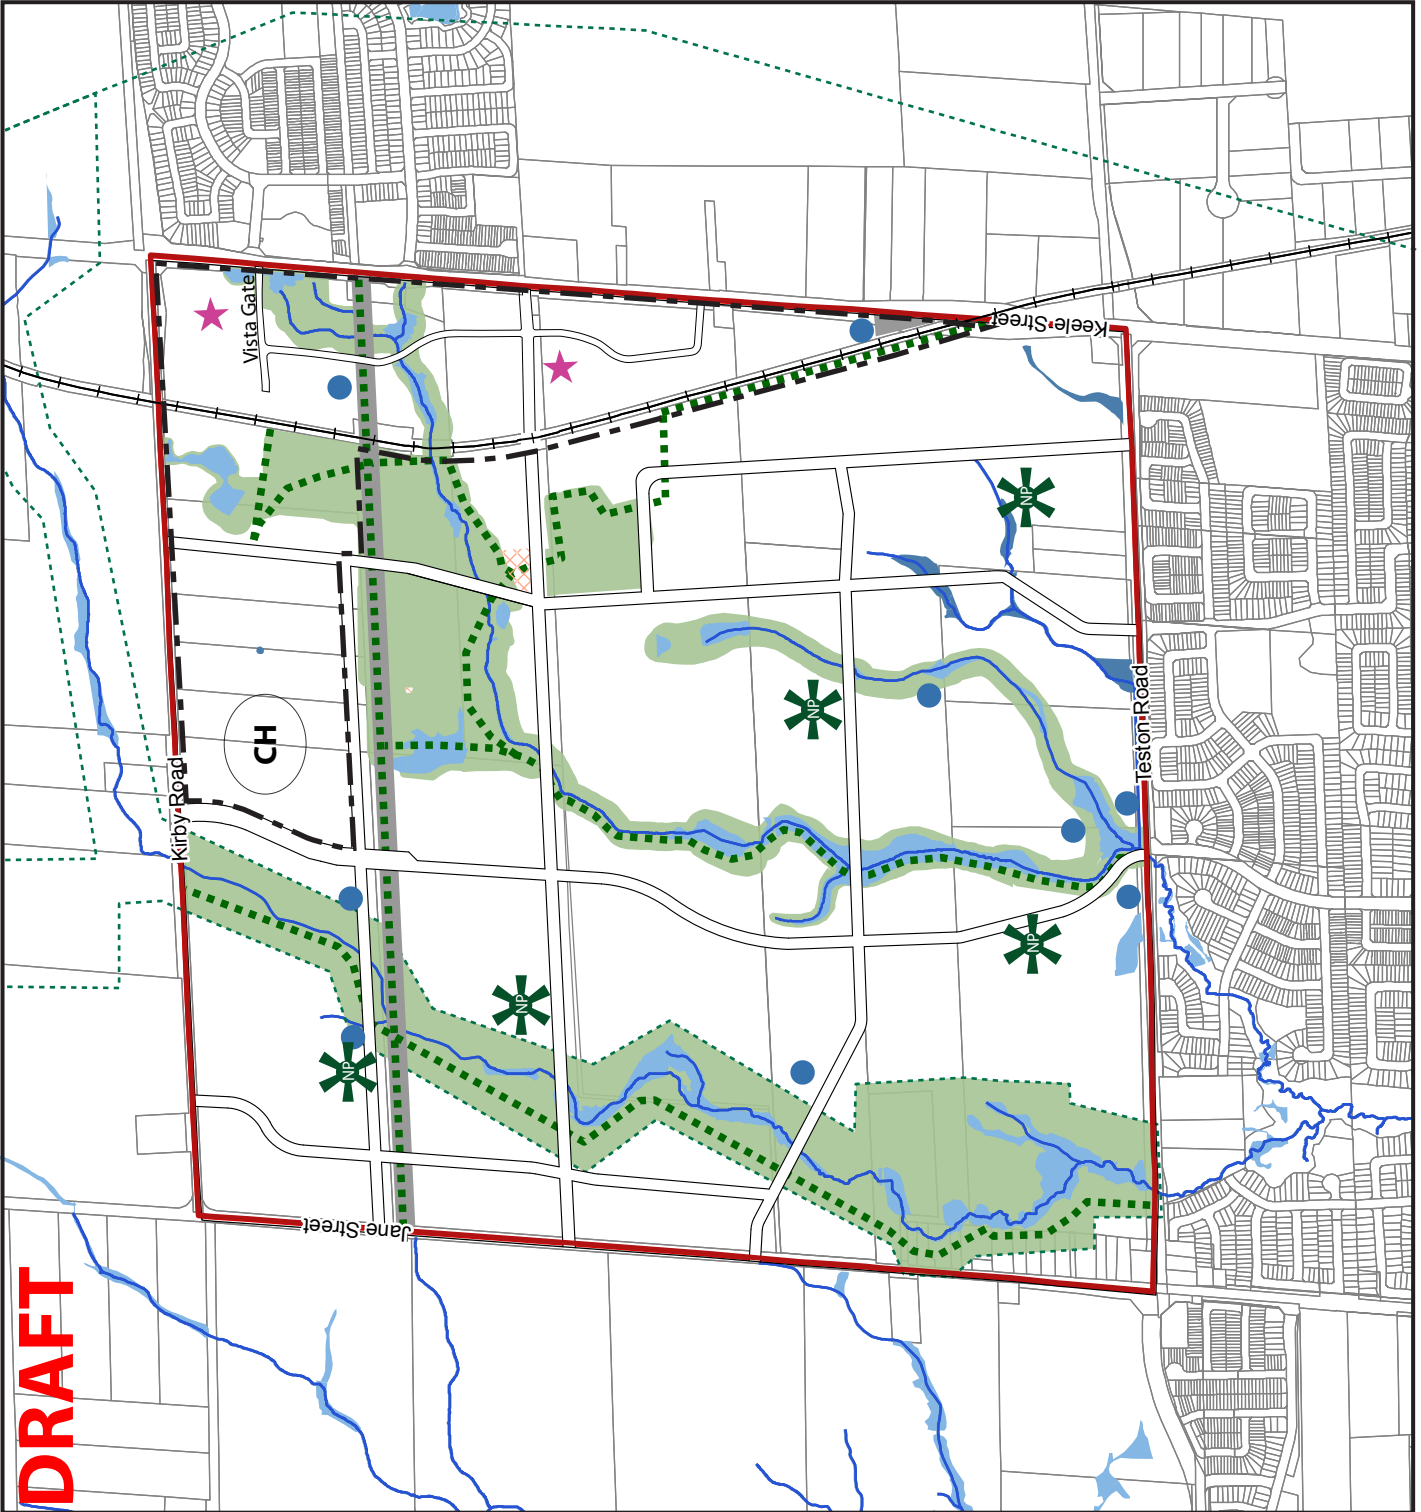 Keele Street
Vista Gate
NP
NP
Teston Road
CH
Kirby Road
NP
NP
NP
Jane Street
DRAFT